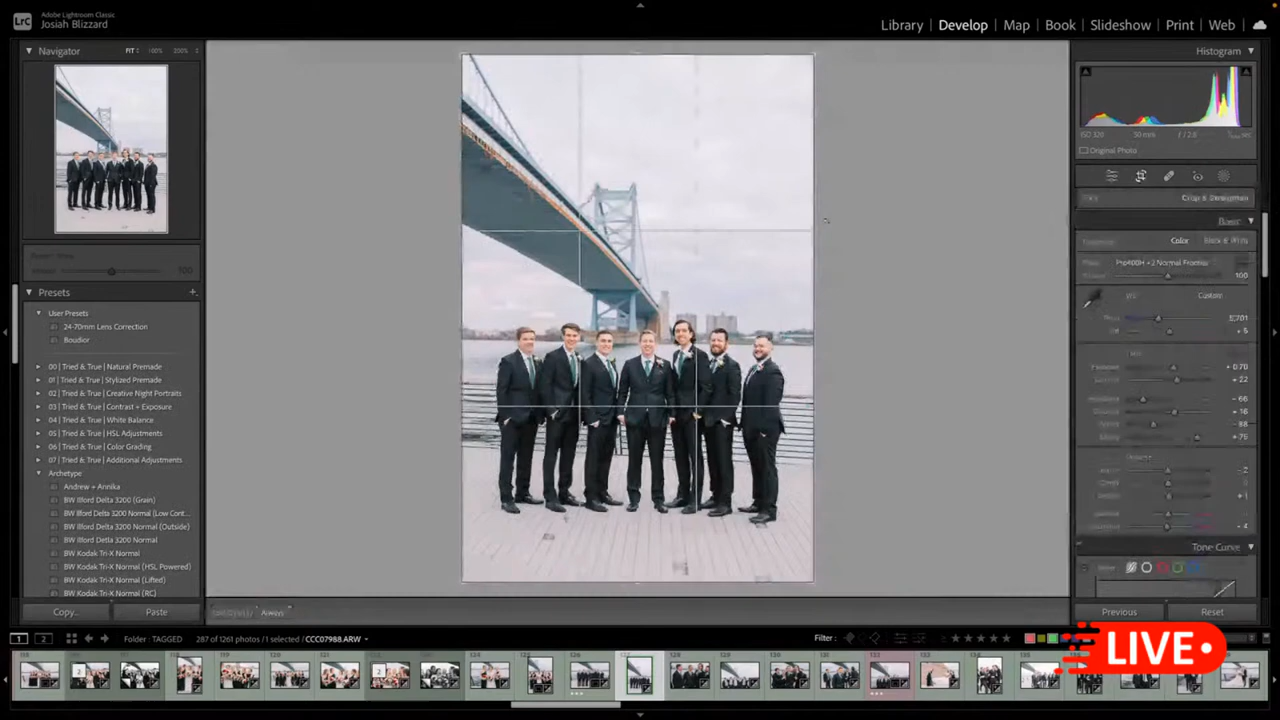 LrC
Adobe Lightroom Classic
Josiah Blizzard
Library | Develop | Map | Book | Slideshow | Print | Web
Navigator
FIT
100%
200%
Histogram
ISO 320
50 mm
f / 2.8
Original Photo
Crop & Straighten
Basic
Color
Black & White
100
Custom
+ 5
+ 0.70
+ 22
- 66
+ 16
- 88
+ 75
- 2
+ 1
+ 4
Tone Curve
100
Presets
+
User Presets
24-70mm Lens Correction
Boudior
00 | Tried & True | Natural Premade
01 | Tried & True | Stylized Premade
02 | Tried & True | Creative Night Portraits
03 | Tried & True | Contrast + Exposure
04 | Tried & True | White Balance
05 | Tried & True | HSL Adjustments
06 | Tried & True | Color Grading
07 | Tried & True | Additional Adjustments
Archetype
Andrew + Annika
BW Ilford Delta 3200 (Grain)
BW Ilford Delta 3200 Normal (Low Cont...
BW Ilford Delta 3200 Normal (Outside)
BW Ilford Delta 3200 Normal
BW Kodak Tri-X Normal
BW Kodak Tri-X Normal (HSL Powered)
BW Kodak Tri-X Normal (Lifted)
BW Kodak Tri-X Normal (RC)
Copy...
Paste
Always
Previous
Reset
1
2
Folder : TAGGED
287 of 1261 photos / 1 selected / CCC07988.ARW
Filter :
LIVE